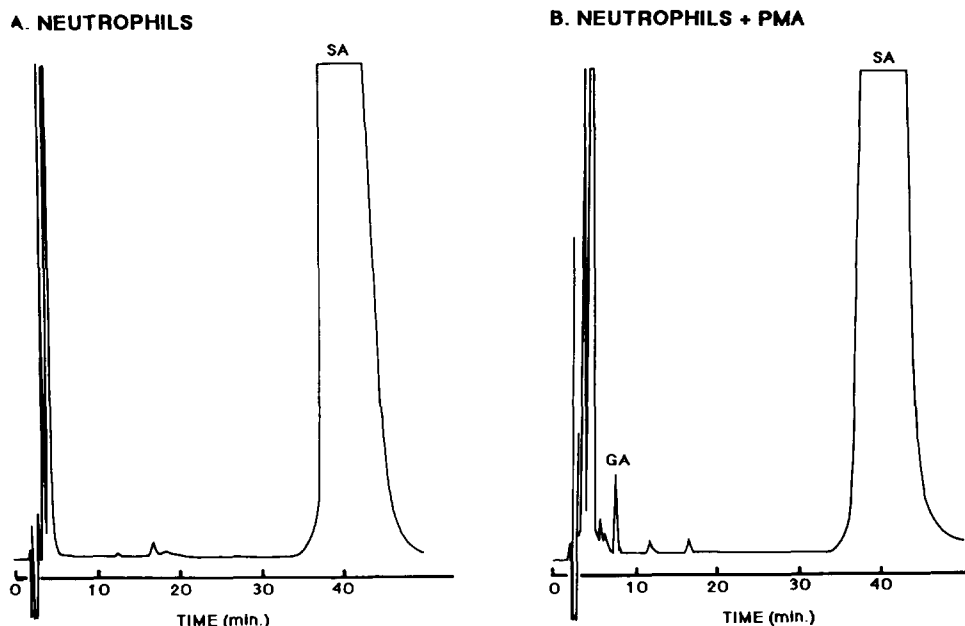 A. NEUTROPHILS
SA
0 10 20 30 40
TIME (min.)
B. NEUTROPHILS + PMA
SA
GA
0 10 20 30 40
TIME (min.)